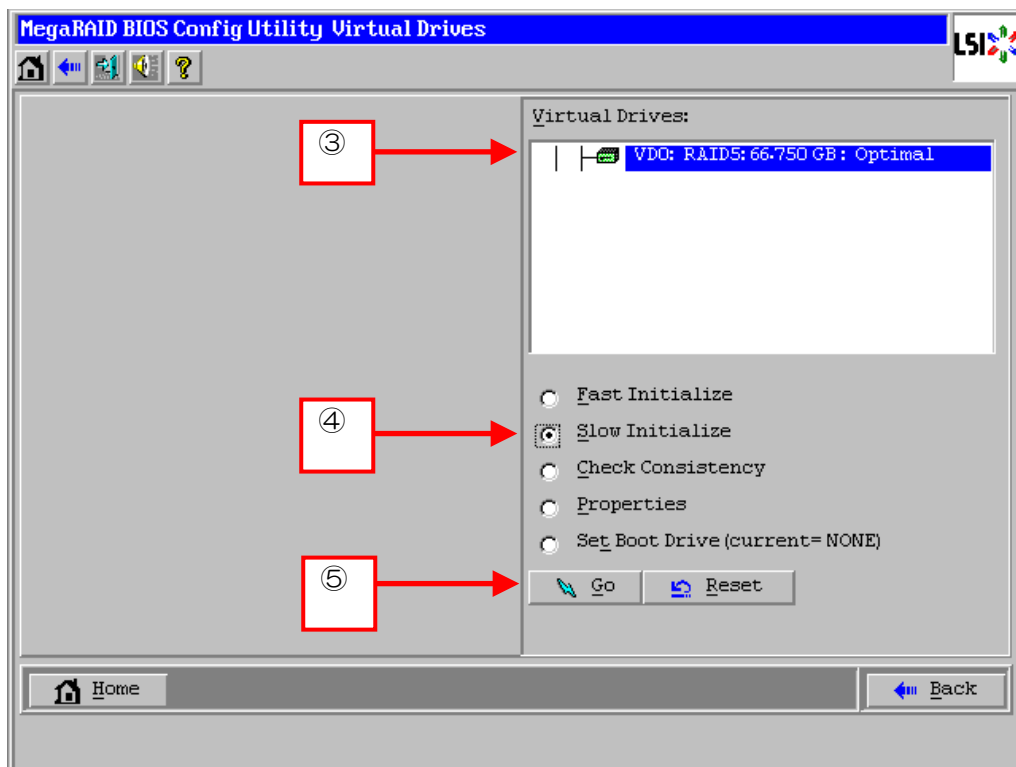 MegaRAID BIOS Config Utility Virtual Drives
LSI
Virtual Drives:
③
VD0: RAID5: 66.750 GB: Optimal
Fast Initialize
④
Slow Initialize
Check Consistency
Properties
Set Boot Drive (current= NONE)
⑤
Go
Reset
Home
Back